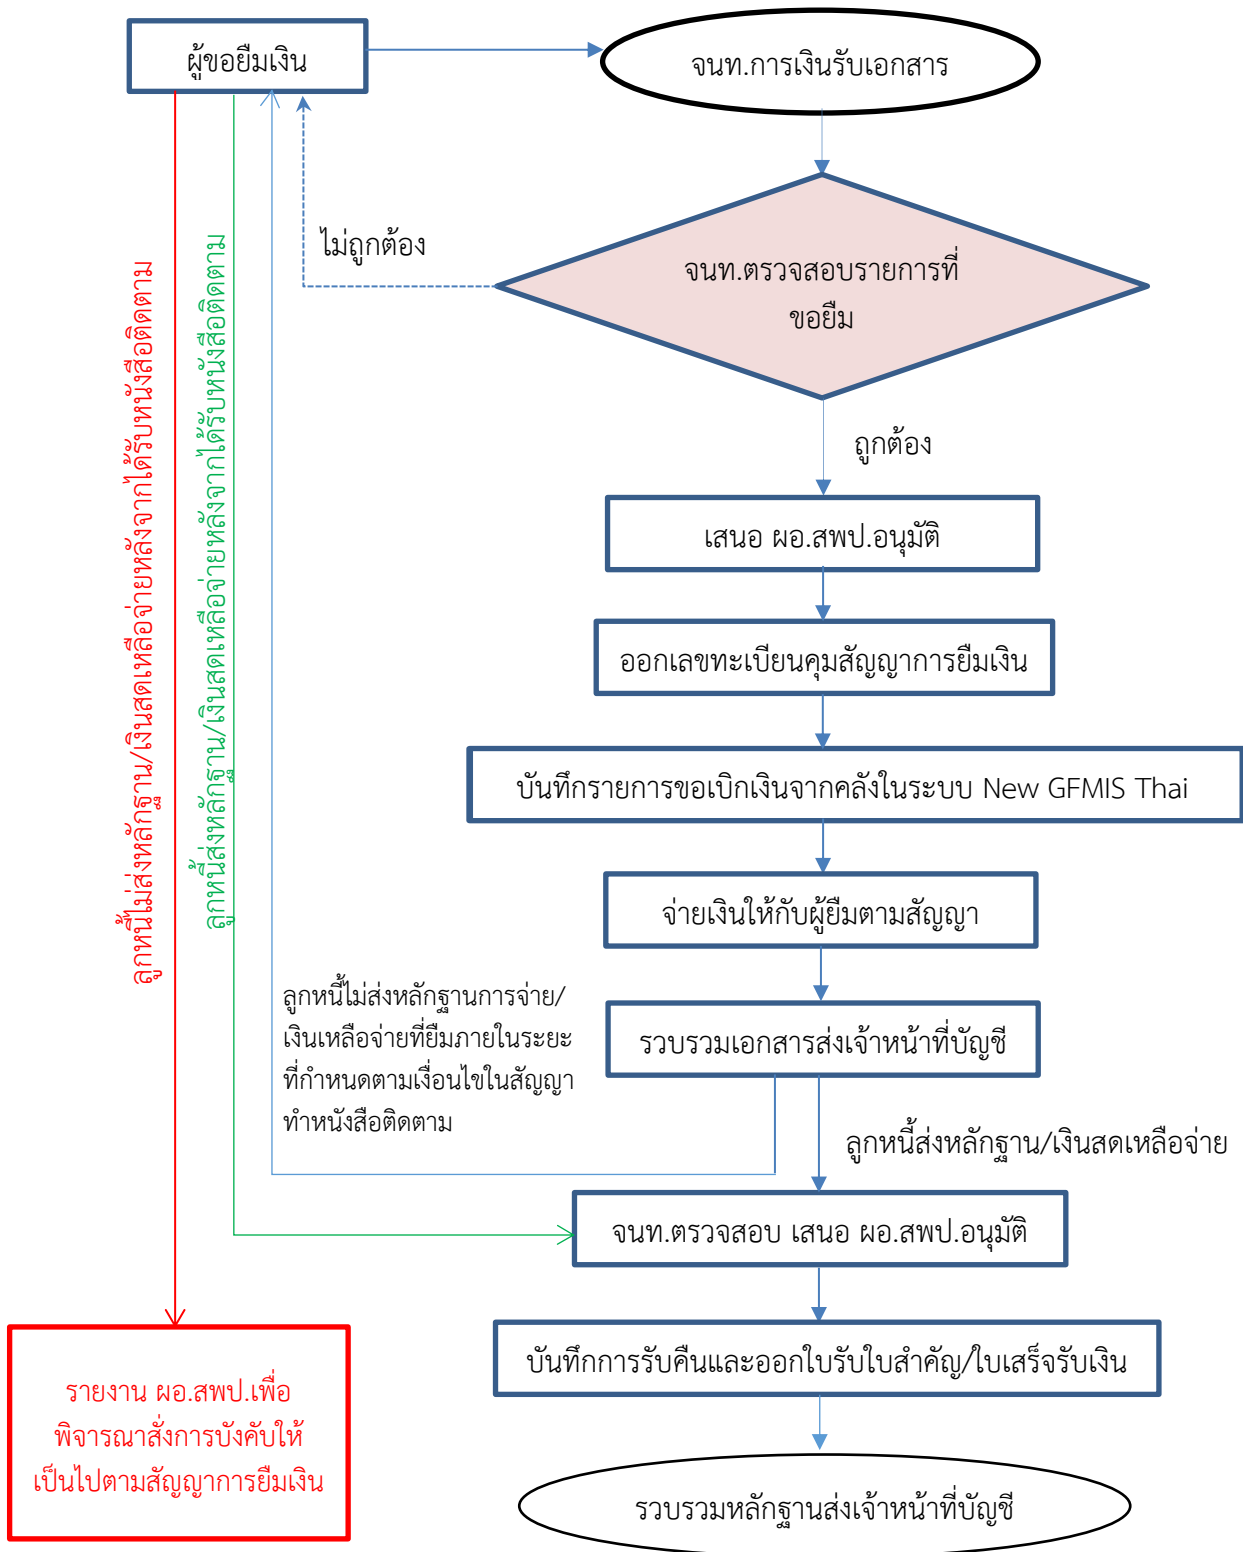 ผู้ขอยืมเงิน
จนท.การเงินรับเอกสาร
ไม่ถูกต้อง
จนท.ตรวจสอบรายการที่
ขอยืม
ถูกต้อง
เสนอ ผอ.สพป.อนุมัติ
ออกเลขทะเบียนคุมสัญญาการยืมเงิน
บันทึกรายการขอเบิกเงินจากคลังในระบบ New GFMIS Thai
จ่ายเงินให้กับผู้ยืมตามสัญญา
ลูกหนี้ไม่ส่งหลักฐาน/เงินสดเหลือจ่ายหลังจากได้รับหนังสือติดตาม
ลูกหนี้ส่งหลักฐาน/เงินสดเหลือจ่ายหลังจากได้รับหนังสือติดตาม
ลูกหนี้ไม่ส่งหลักฐานการจ่าย/
เงินเหลือจ่ายที่ยืมภายในระยะ
ที่กำหนดตามเงื่อนไขในสัญญา
ทำหนังสือติดตาม
รวบรวมเอกสารส่งเจ้าหน้าที่บัญชี
ลูกหนี้ส่งหลักฐาน/เงินสดเหลือจ่าย
จนท.ตรวจสอบ เสนอ ผอ.สพป.อนุมัติ
บันทึกการรับคืนและออกใบรับใบสำคัญ/ใบเสร็จรับเงิน
รายงาน ผอ.สพป.เพื่อ
พิจารณาสั่งการบังคับให้
เป็นไปตามสัญญาการยืมเงิน
รวบรวมหลักฐานส่งเจ้าหน้าที่บัญชี